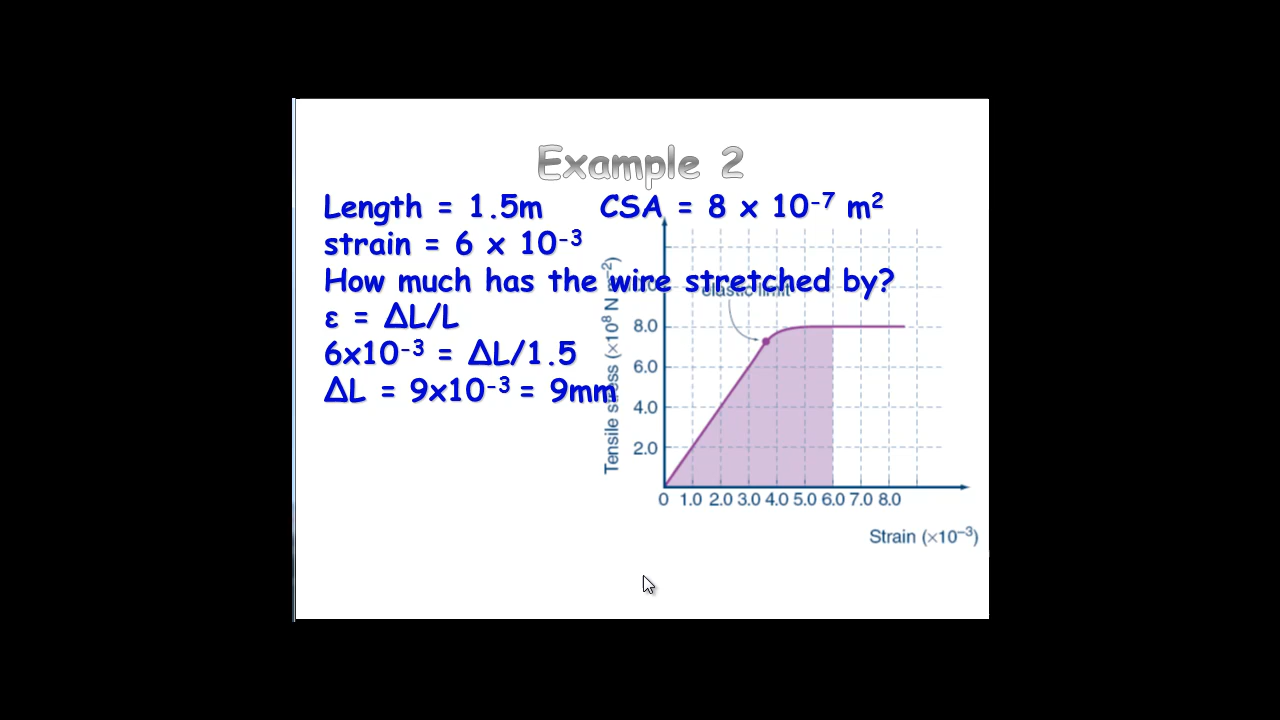 Example 2
Length = 1.5m CSA = 8 x 10⁻⁷ m²
strain = 6 x 10⁻³
How much has the wire stretched by?
ε = ΔL/L
6x10⁻³ = ΔL/1.5
ΔL = 9x10⁻³ = 9mm
Tensile stress (×10⁸ N m⁻²)
elastic limit
8.0
6.0
4.0
2.0
0 1.0 2.0 3.0 4.0 5.0 6.0 7.0 8.0
Strain (×10⁻³)